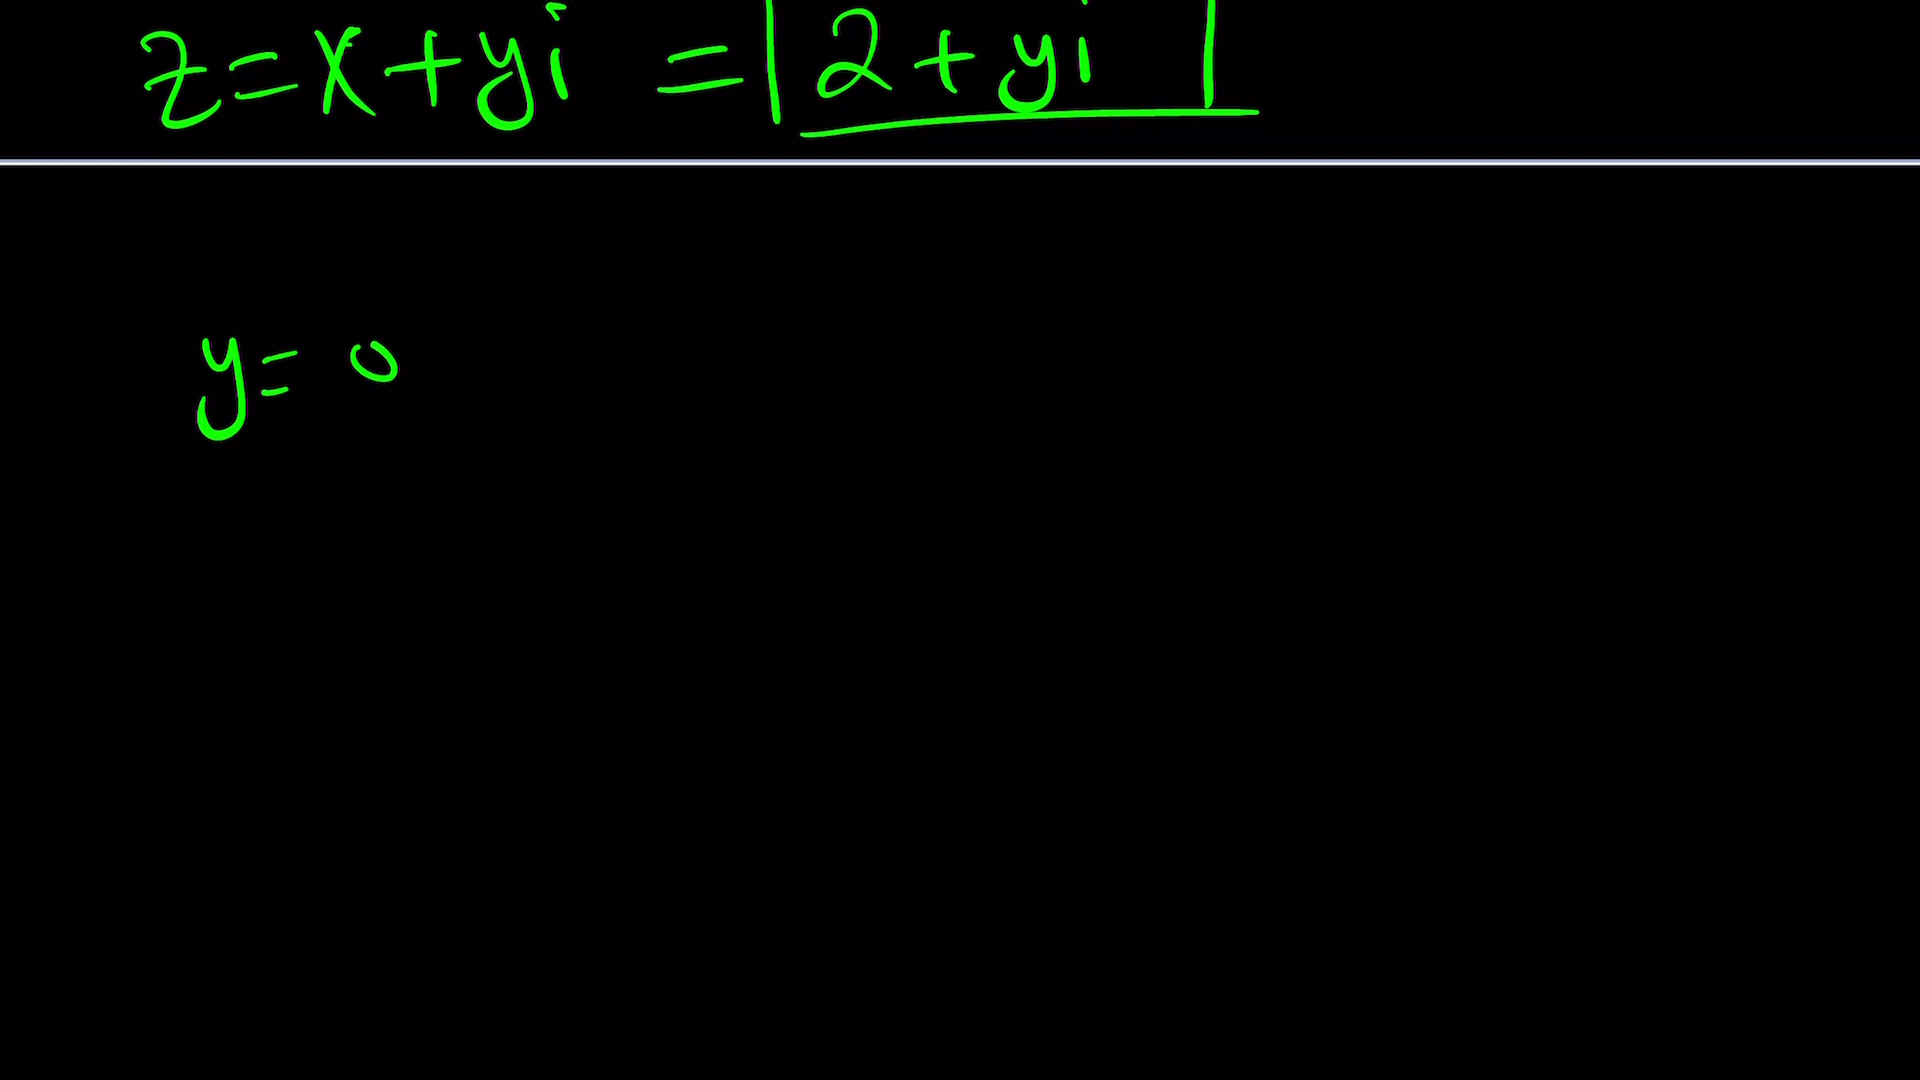 z=x+yi = |2+yi|
y= 0